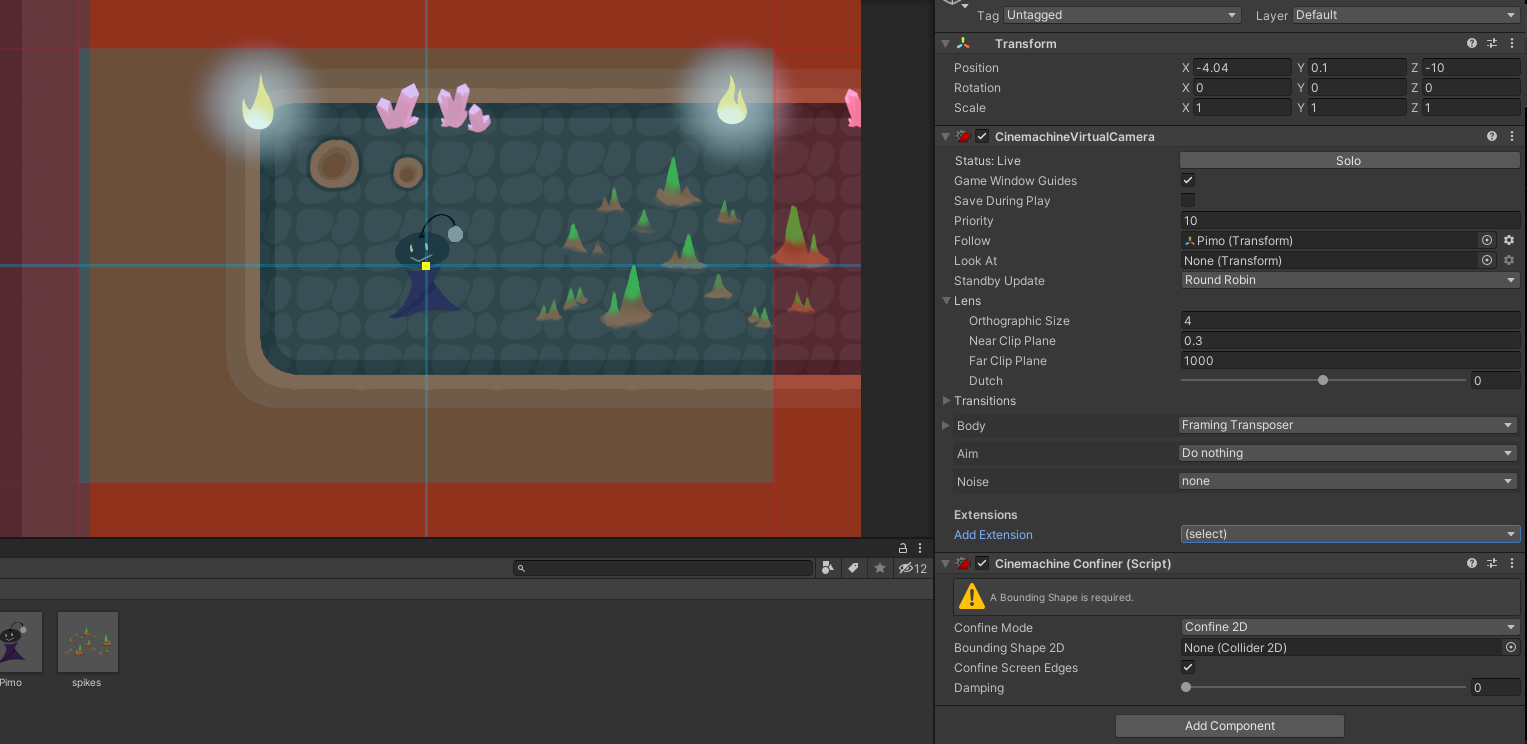 Tag Untagged Layer Default
Transform
Position X -4.04 Y 0.1 Z -10
Rotation X 0 Y 0 Z 0
Scale X 1 Y 1 Z 1
CinemachineVirtualCamera
Status: Live Solo
Game Window Guides
Save During Play
Priority 10
Follow Pimo (Transform)
Look At None (Transform)
Standby Update Round Robin
Lens
Orthographic Size 4
Near Clip Plane 0.3
Far Clip Plane 1000
Dutch 0
Transitions
Body Framing Transposer
Aim Do nothing
Noise none
Extensions
Add Extension (select)
Cinemachine Confiner (Script)
A Bounding Shape is required.
Confine Mode Confine 2D
Bounding Shape 2D None (Collider 2D)
Confine Screen Edges
Damping 0
Add Component
12
Pimo spikes